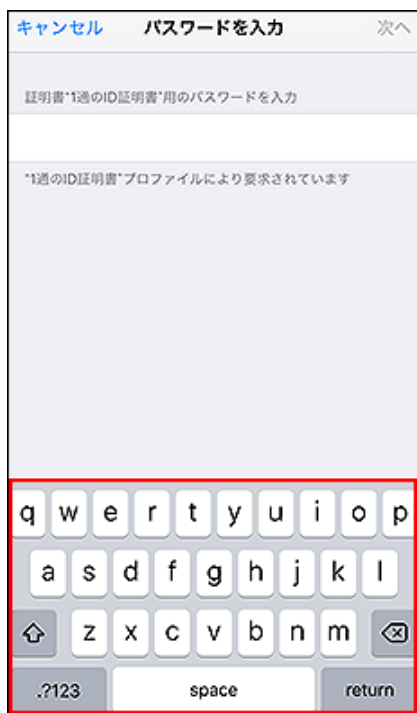 キャンセル パスワードを入力 次へ
証明書"1通のID証明書"用のパスワードを入力
"1通のID証明書"プロファイルにより要求されています
q w e r t y u i o p
a s d f g h j k l
z x c v b n m
.?123 space return